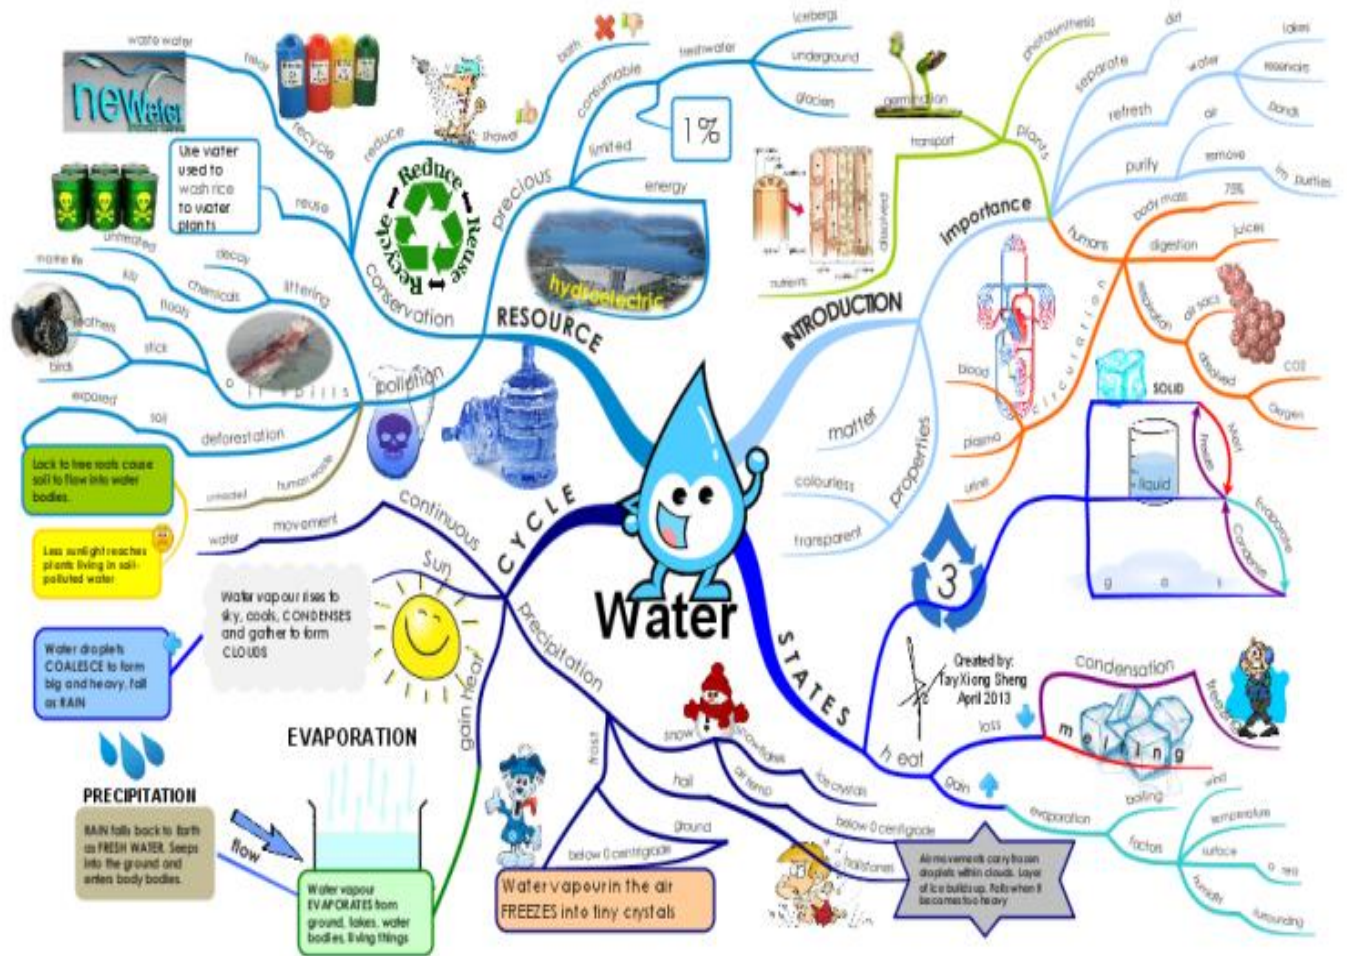 waste water
near
newater
recycle
reduce
bath
shower
Reduce
Reuse
Recycle
Use water
used to
wash rice
to water
plants
reuse
conservation
RESOURCE
precious
consumable
freshwater
icebergs
underground
glaciers
1%
limited
energy
hydroelectric
pollution
littering
decay
chemicals
untreated
oil spills
floats
kill
marine life
stick
feathers
birds
deforestation
soil
exposed
Lack to tree roots cause
soil to flow into water
bodies.
Less sunlight reaches
plants living in soil-
polluted water
human waste
INTRODUCTION
importance
plants
photosynthesis
germination
transport
dissolved
nutrients
separate
dirt
refresh
water
lakes
reservoirs
ponds
purify
air
remove
im purities
humans
body mass
75%
digestion
juices
respiration
air sacs
dissolved
CO2
Oxygen
circulation
blood
plasma
urine
matter
properties
colourless
transparent
CYCLE
continuous
movement
water
Sun
Water vapour rises to
sky, cools, CONDENSES
and gather to form
CLOUDS
Water droplets
COALESCE to form
big and heavy, fall
as RAIN
PRECIPITATION
RAIN falls back to Earth
as FRESH WATER. Seeps
into the ground and
enters body bodies.
flow
EVAPORATION
Water vapour
EVAPORATES from
ground, lakes, water
bodies, living things
gain Heat
precipitation
frost
ground
below 0 centigrade
Water vapour in the air
FREEZES into tiny crystals
snow
snowflakes
ice crystals
air temp
below 0 centigrade
hail
hailstones
Air movements carry frozen
droplets within clouds. Layer
of ice builds up. Falls when it
becomes too heavy
Water
STATES
3
SOLID
liquid
gas
Melt
Freeze
Evaporate
Condense
Created by:
Tay Xiong Sheng
April 2013
heat
loss
condensation
freezing
melting
gain
evaporation
boiling
factors
wind
temperature
surface
area
humidity
surrounding